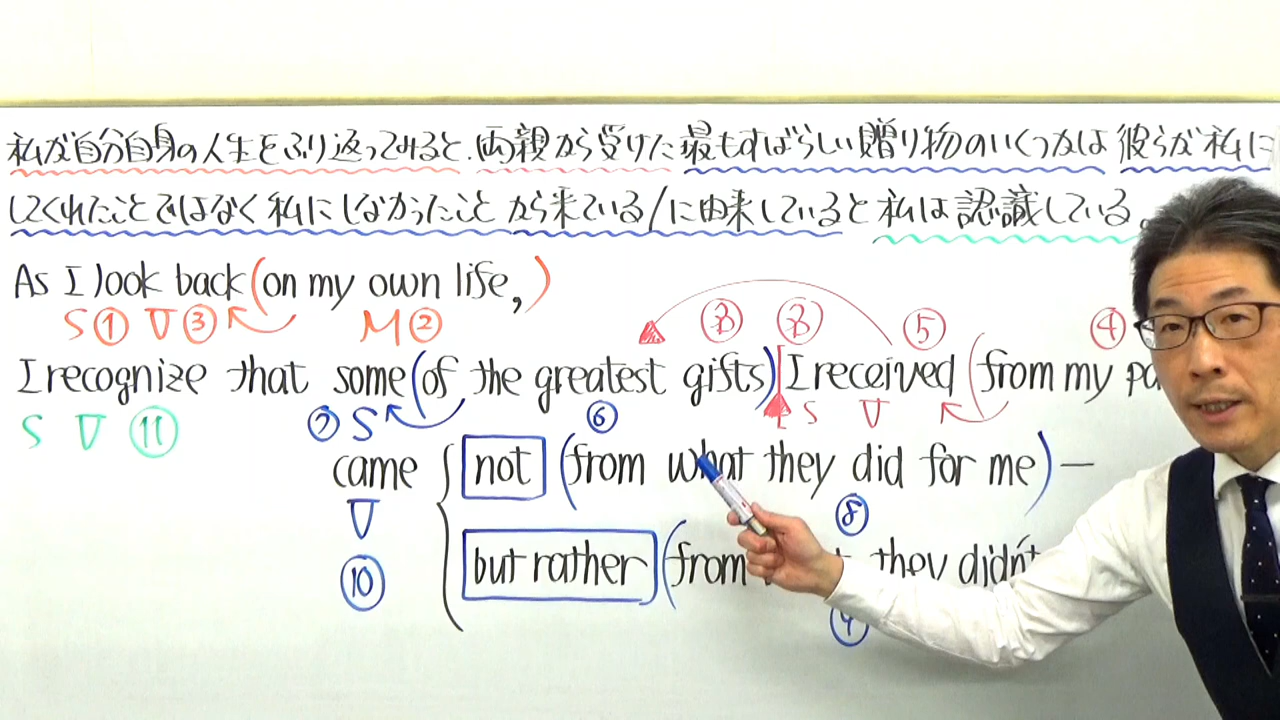 私が自分自身の人生をふり返ってみると、両親から受けた最もすばらしい贈り物のいくつかは彼らが私に
してくれたことではなく私にしなかったことから来ている/に由来していると私は認識している。
As I look back (on my own life,)
S ① V ③ M ② ⑧ ⑧ ⑤ ④
I recognize that some (of the greatest gifts) [I received (from my
S V ⑪ ⑦ S ⑥ S V
came { not (from what they did for me) —
V ⑧
⑩ but rather (from they didn't
⑨